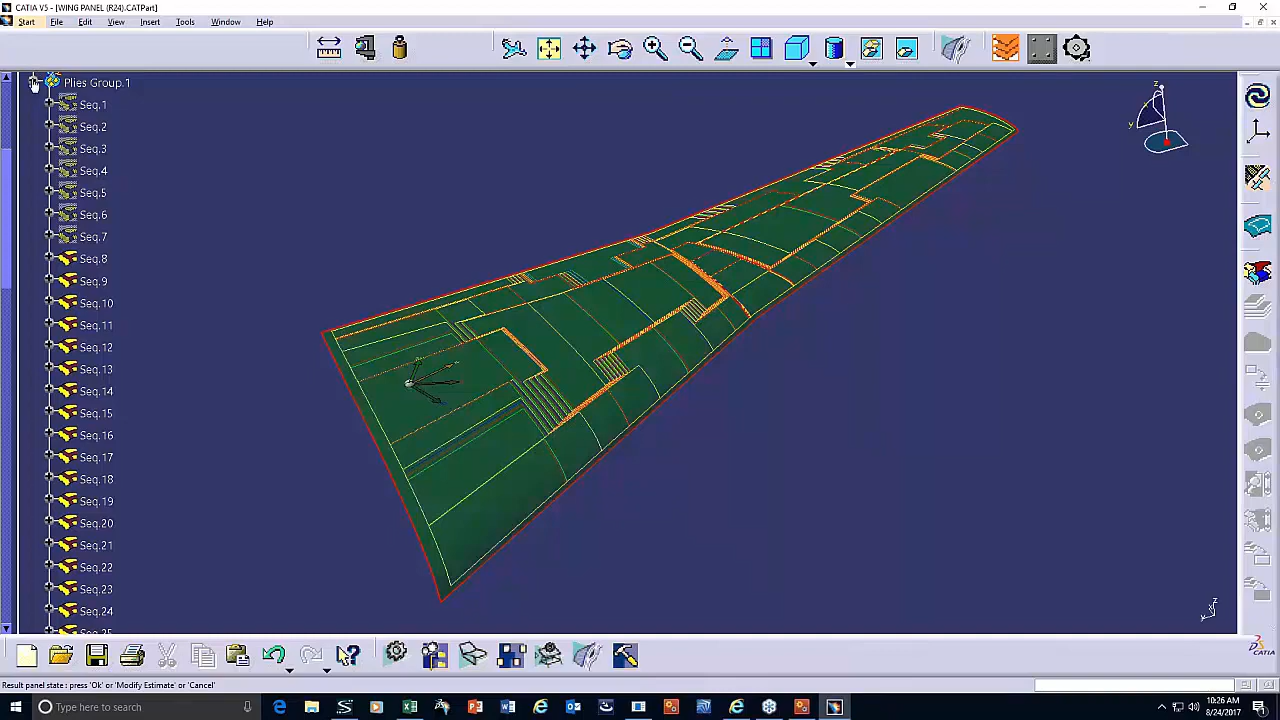 CATIA V5 - [WING PANEL (R24).CATPart]
Start File Edit View Insert Tools Window Help
Plies Group.1
Seq.1
Seq.2
Seq.3
Seq.4
Seq.5
Seq.6
Seq.7
Seq.8
Seq.9
Seq.10
Seq.11
Seq.12
Seq.13
Seq.14
Seq.15
Seq.16
Seq.17
Seq.18
Seq.19
Seq.20
Seq.21
Seq.22
Seq.23
Seq.24
Seq.25
z
y
z
x
y
CATIA
Result panel state : press 'Ok' or 'Modify Estimate' or 'Cancel'
Type here to search
10:26 AM
8/24/2017